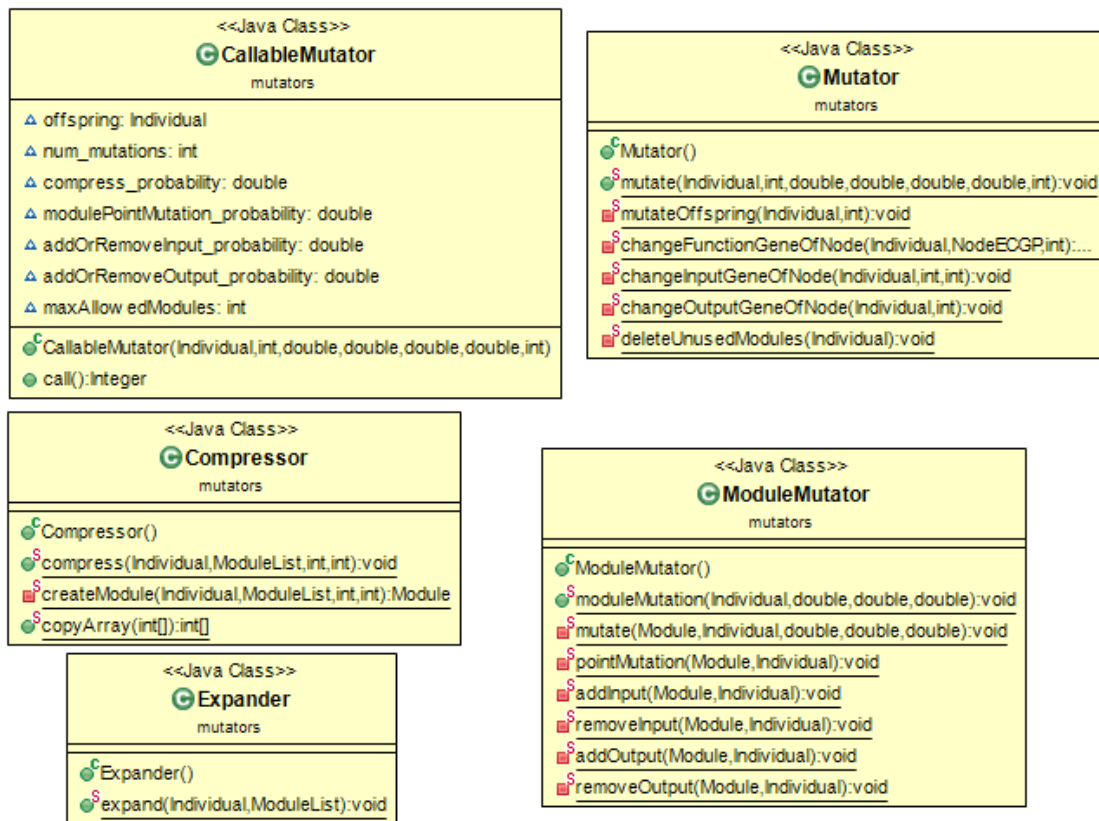 <<Java Class>>
CallableMutator
mutators
offspring: Individual
num_mutations: int
compress_probability: double
modulePointMutation_probability: double
addOrRemoveInput_probability: double
addOrRemoveOutput_probability: double
maxAllowedModules: int
CallableMutator(Individual,int,double,double,double,double,int)
call():Integer
<<Java Class>>
Mutator
mutators
Mutator()
mutate(Individual,int,double,double,double,double,int):void
mutateOffspring(Individual,int):void
changeFunctionGeneOfNode(Individual,NodeECGP,int):...
changeInputGeneOfNode(Individual,int,int):void
changeOutputGeneOfNode(Individual,int):void
deleteUnusedModules(Individual):void
<<Java Class>>
Compressor
mutators
Compressor()
compress(Individual,ModuleList,int,int):void
createModule(Individual,ModuleList,int,int):Module
copyArray(int[]):int[]
<<Java Class>>
ModuleMutator
mutators
ModuleMutator()
moduleMutation(Individual,double,double,double):void
mutate(Module,Individual,double,double,double):void
pointMutation(Module,Individual):void
addInput(Module,Individual):void
removeInput(Module,Individual):void
addOutput(Module,Individual):void
removeOutput(Module,Individual):void
<<Java Class>>
Expander
mutators
Expander()
expand(Individual,ModuleList):void